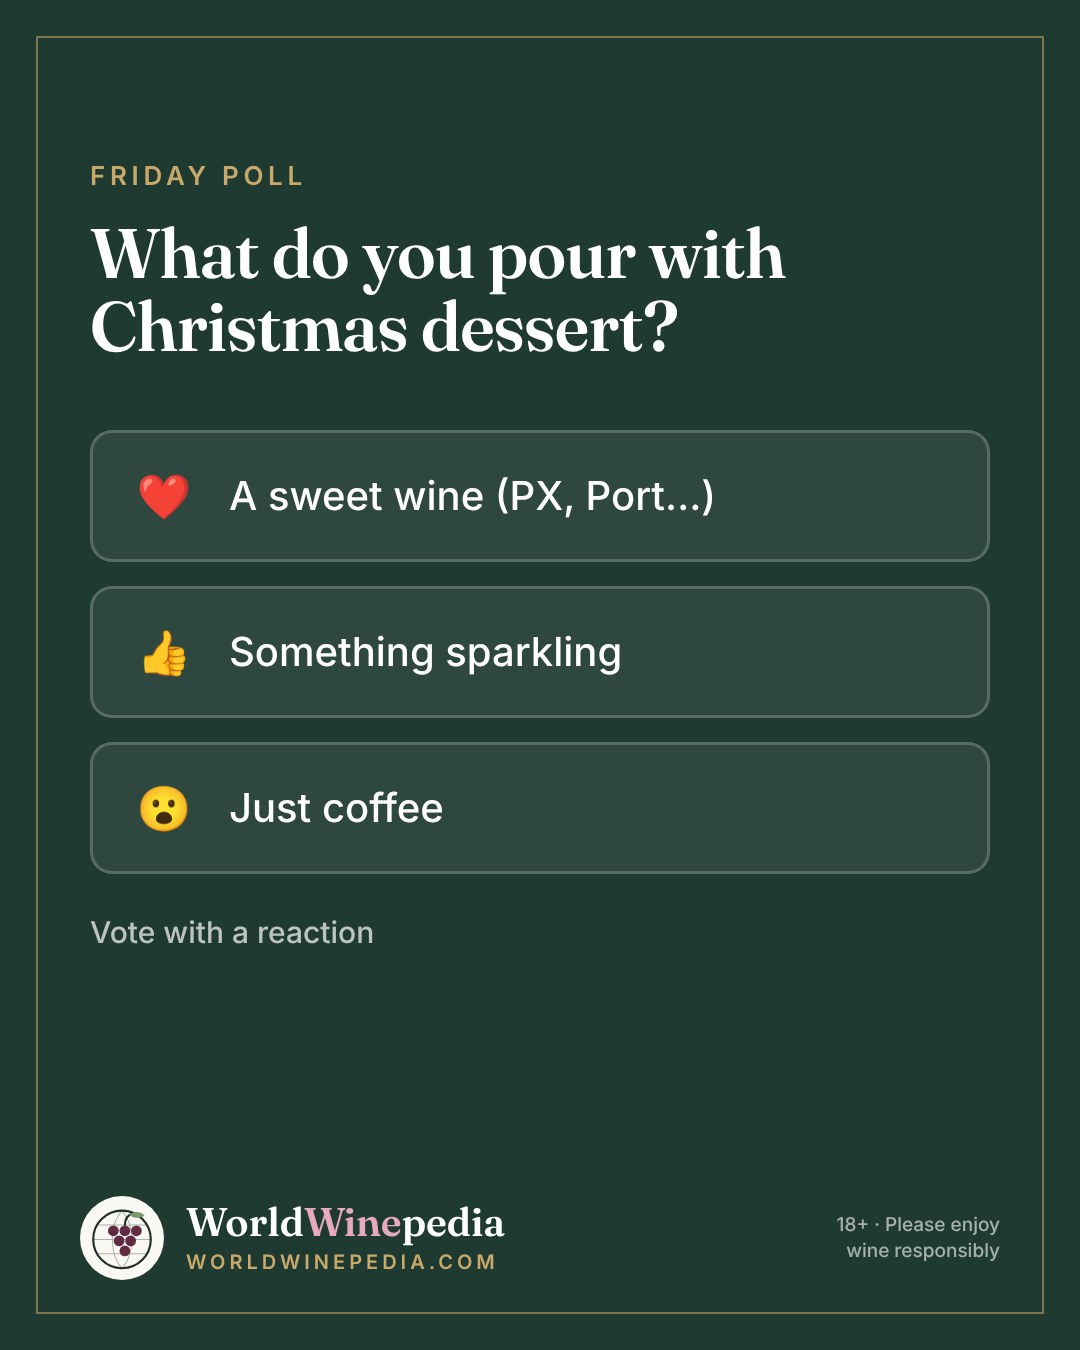 FRIDAY POLL
What do you pour with
Christmas dessert?
❤️ A sweet wine (PX, Port...)
👍 Something sparkling
😮 Just coffee
Vote with a reaction
WorldWinepedia
WORLDWINEPEDIA.COM
18+ · Please enjoy
wine responsibly